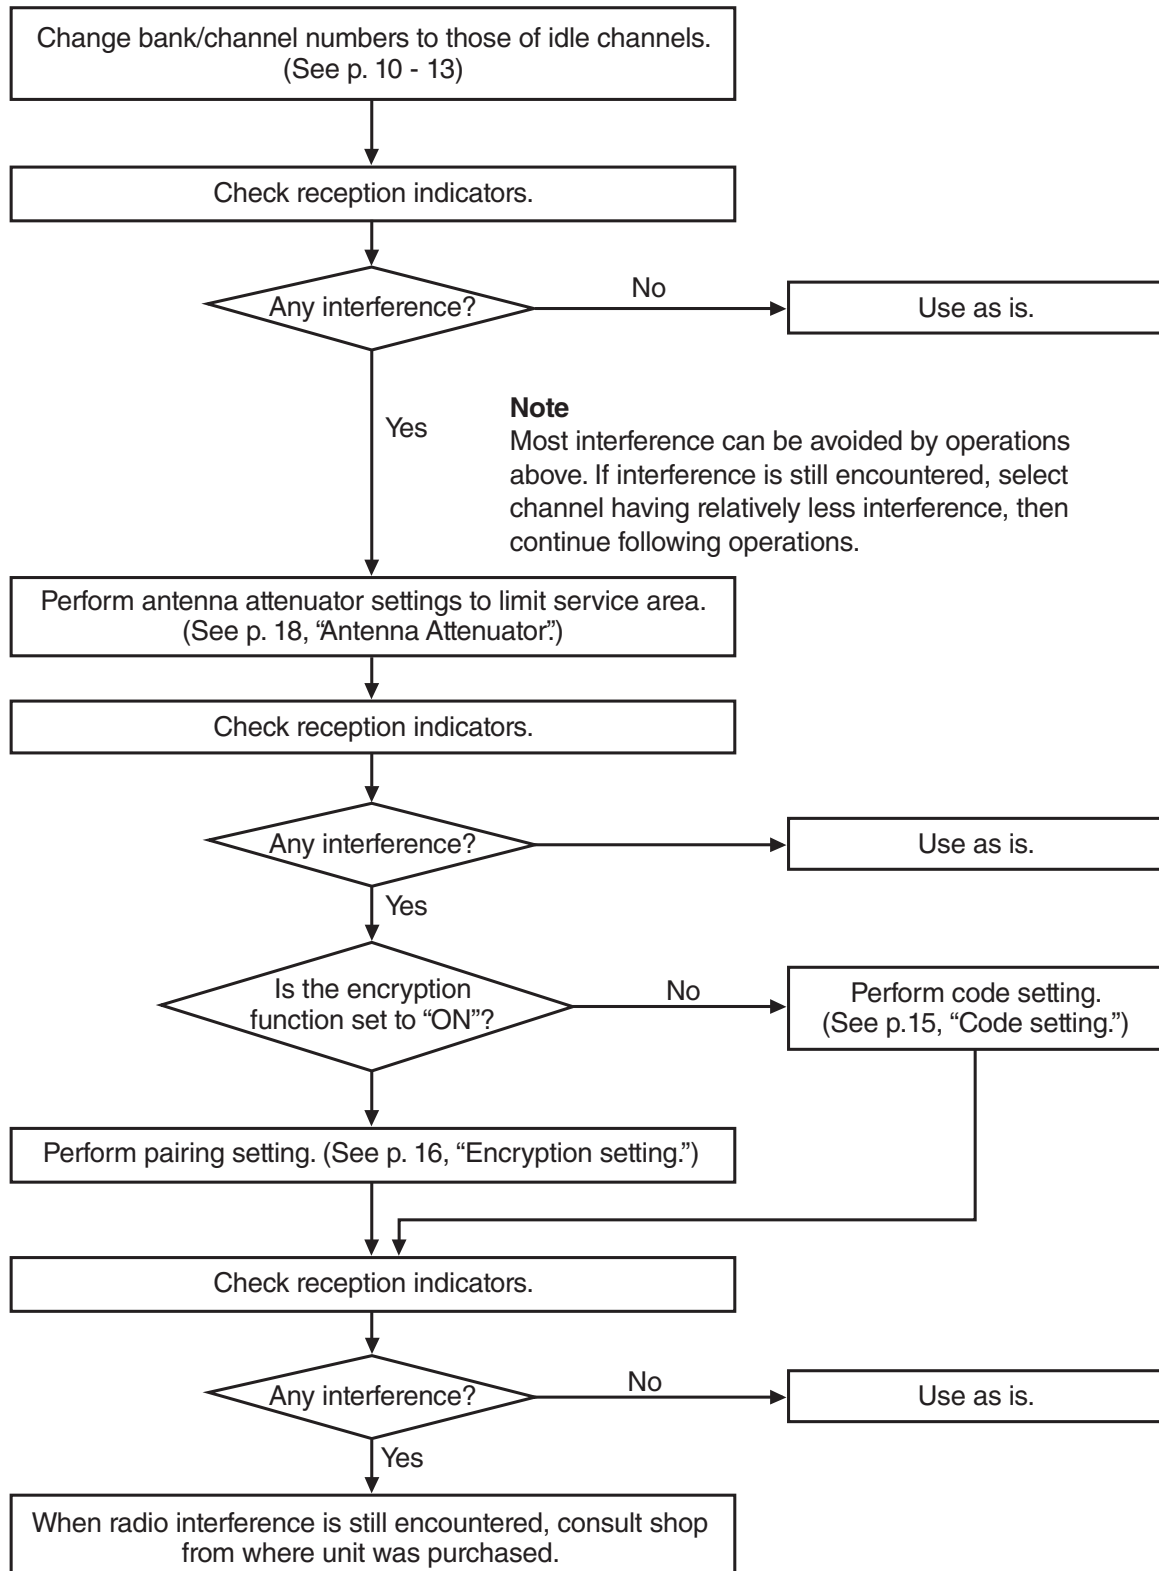 Change bank/channel numbers to those of idle channels.
(See p. 10 - 13)
Check reception indicators.
Any interference?
No
Use as is.
Yes
Note
Most interference can be avoided by operations
above. If interference is still encountered, select
channel having relatively less interference, then
continue following operations.
Perform antenna attenuator settings to limit service area.
(See p. 18, “Antenna Attenuator.”)
Check reception indicators.
Any interference?
Use as is.
Yes
Is the encryption
function set to “ON”?
No
Perform code setting.
(See p.15, “Code setting.”)
Perform pairing setting. (See p. 16, “Encryption setting.”)
Check reception indicators.
Any interference?
No
Use as is.
Yes
When radio interference is still encountered, consult shop
from where unit was purchased.